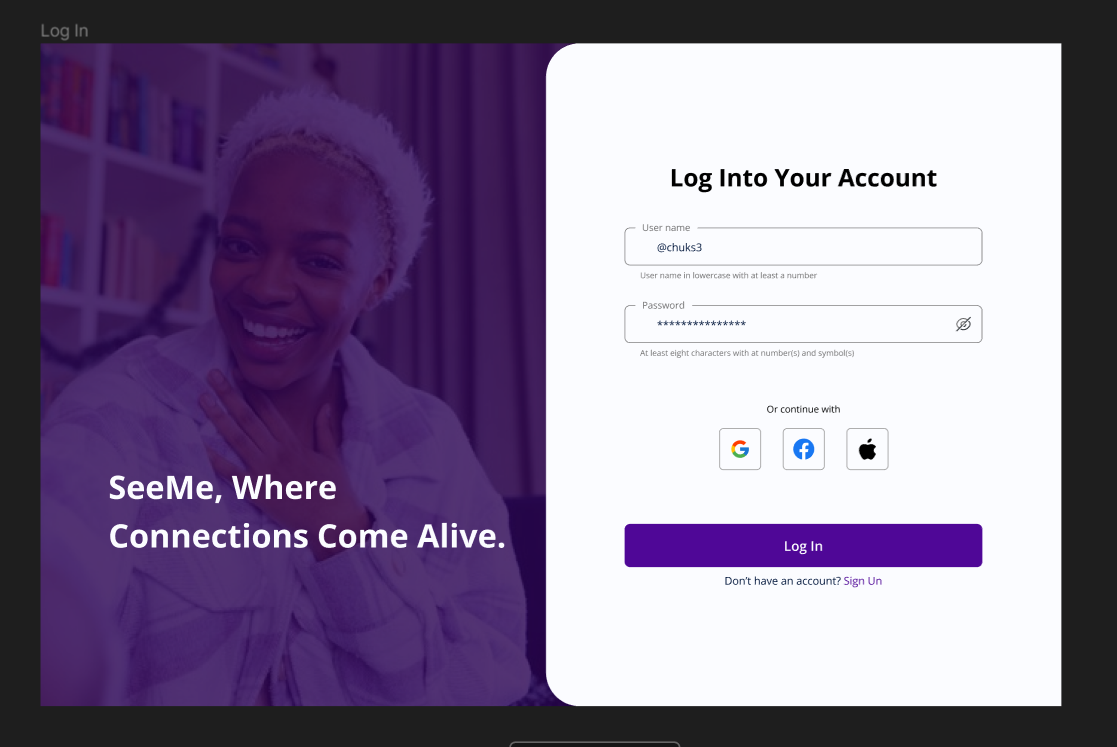 Log In
SeeMe, Where
Connections Come Alive.
Log Into Your Account
User name
@chuks3
User name in lowercase with at least a number
Password
***************
At least eight characters with at number(s) and symbol(s)
Or continue with
Log In
Don't have an account? Sign Un